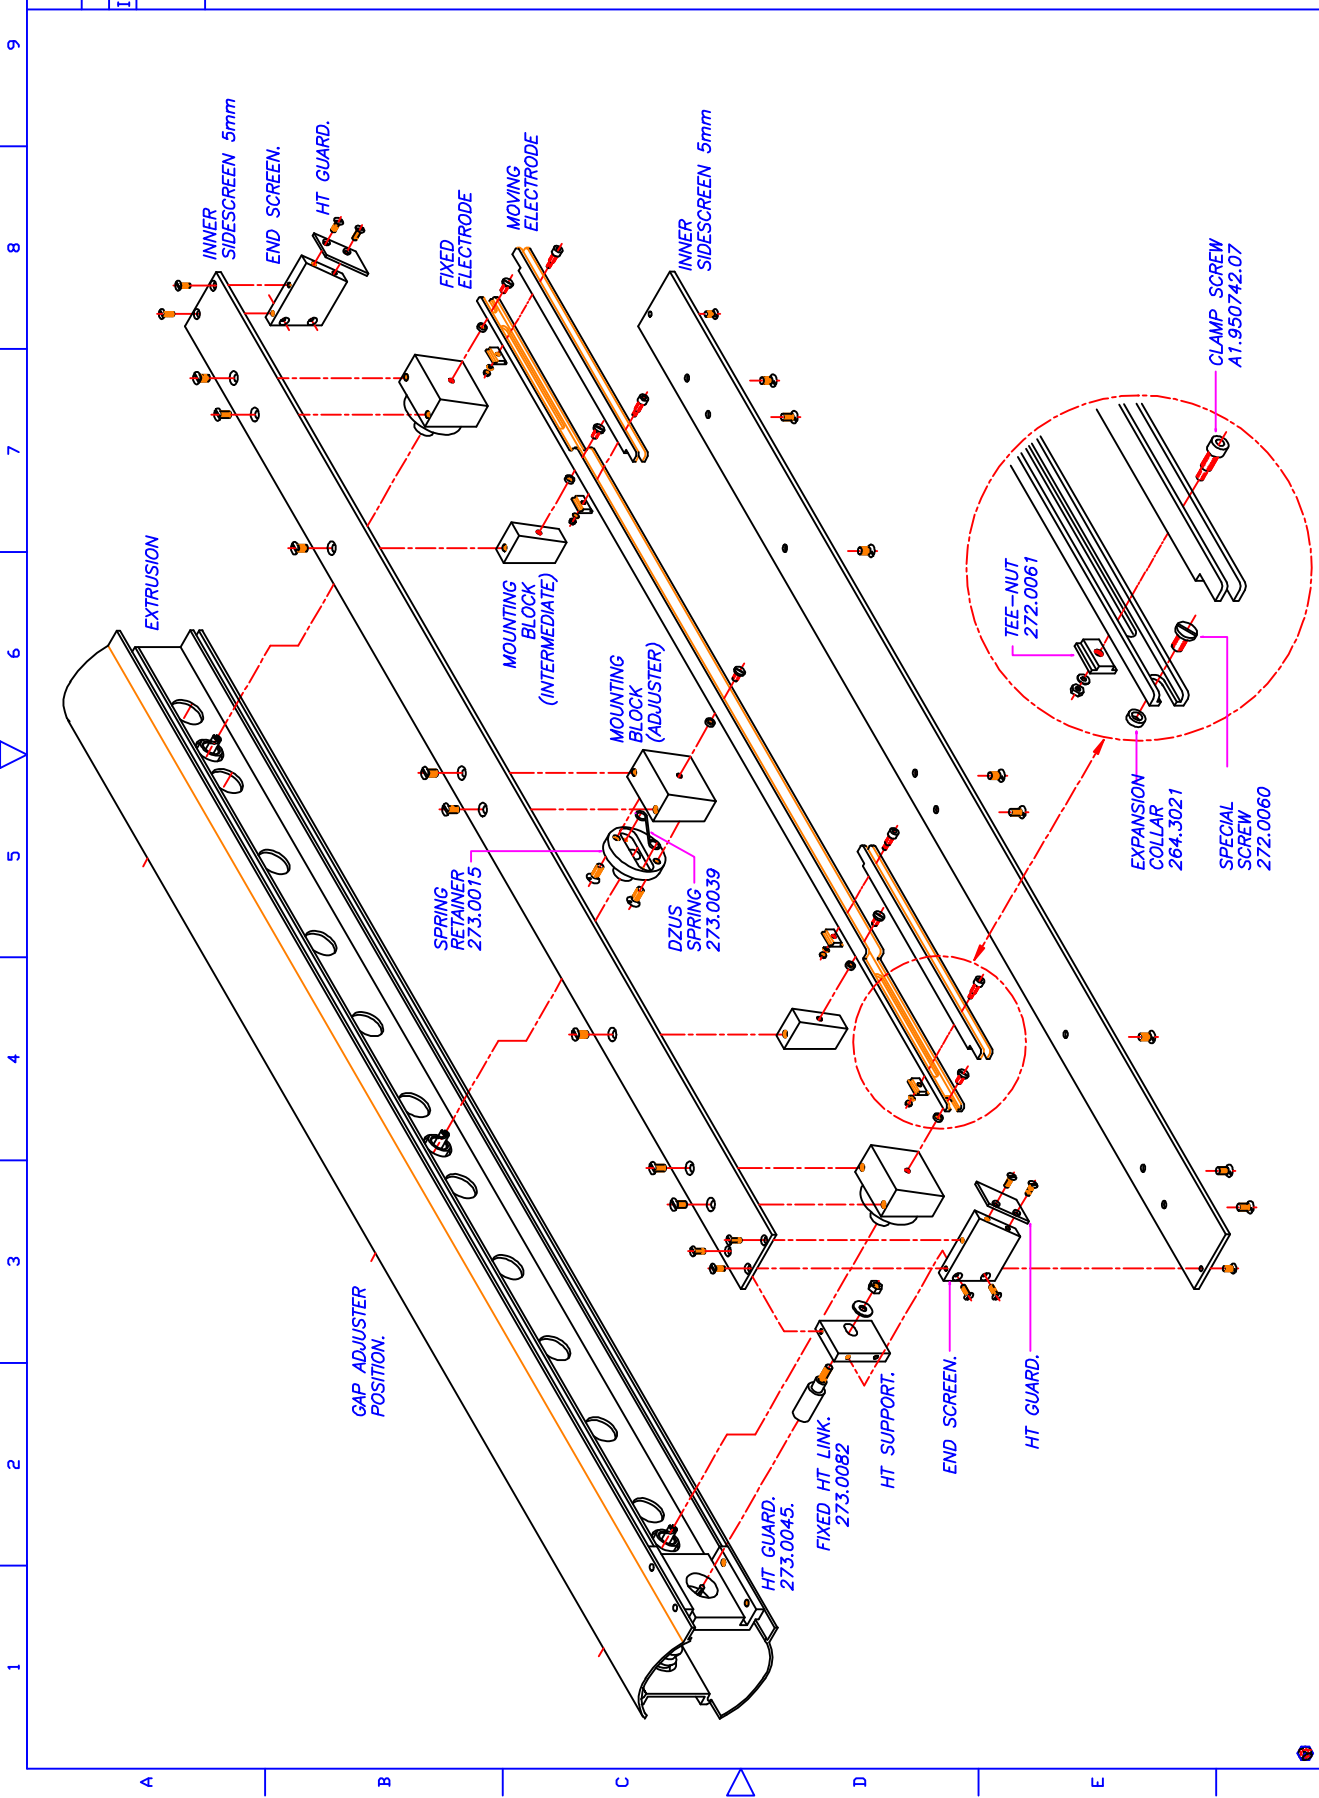 1
2
3
4
5
6
7
8
9
A
B
C
D
E
I
EXTRUSION
INNER
SIDESCREEN 5mm
END SCREEN.
HT GUARD.
FIXED
ELECTRODE
MOVING
ELECTRODE
INNER
SIDESCREEN 5mm
MOUNTING
BLOCK
(INTERMEDIATE)
MOUNTING
BLOCK
(ADJUSTER)
SPRING
RETAINER
273.0015
DZUS
SPRING
273.0039
GAP ADJUSTER
POSITION.
HT GUARD.
273.0045.
FIXED HT LINK.
273.0082
HT SUPPORT.
END SCREEN.
HT GUARD.
TEE-NUT
272.0061
CLAMP SCREW
A1.950742.07
EXPANSION
COLLAR
264.3021
SPECIAL
SCREW
272.0060